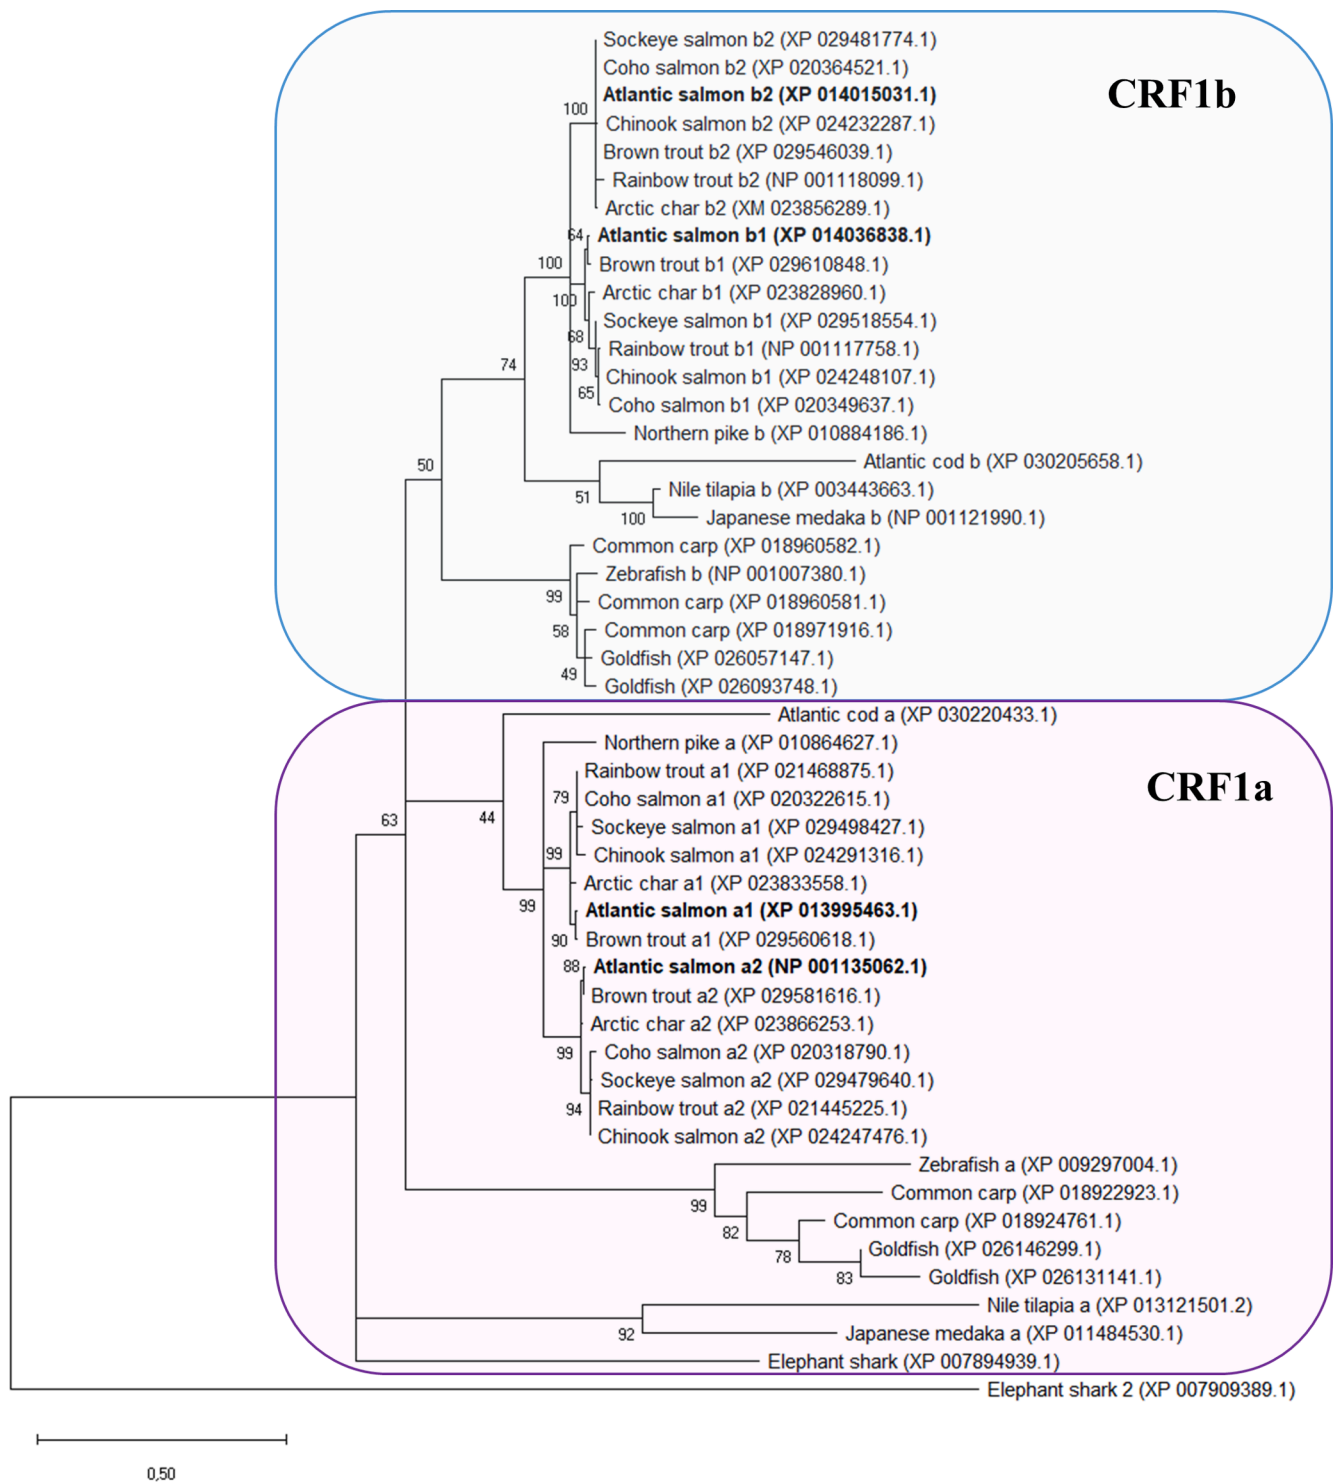 Sockeye salmon b2 (XP 029481774.1)
Coho salmon b2 (XP 020364521.1)
Atlantic salmon b2 (XP 014015031.1)
CRF1b
100
Chinook salmon b2 (XP 024232287.1)
Brown trout b2 (XP 029546039.1)
Rainbow trout b2 (NP 001118099.1)
Arctic char b2 (XM 023856289.1)
64
Atlantic salmon b1 (XP 014036838.1)
100
Brown trout b1 (XP 029610848.1)
100
Arctic char b1 (XP 023828960.1)
Sockeye salmon b1 (XP 029518554.1)
68
Rainbow trout b1 (NP 001117758.1)
74
93
Chinook salmon b1 (XP 024248107.1)
65
Coho salmon b1 (XP 020349637.1)
Northern pike b (XP 010884186.1)
50
Atlantic cod b (XP 030205658.1)
51
Nile tilapia b (XP 003443663.1)
100
Japanese medaka b (NP 001121990.1)
Common carp (XP 018960582.1)
Zebrafish b (NP 001007380.1)
99
Common carp (XP 018960581.1)
58
Common carp (XP 018971916.1)
Goldfish (XP 026057147.1)
49
Goldfish (XP 026093748.1)
Atlantic cod a (XP 030220433.1)
Northern pike a (XP 010864627.1)
Rainbow trout a1 (XP 021468875.1)
CRF1a
79
Coho salmon a1 (XP 020322615.1)
63
44
Sockeye salmon a1 (XP 029498427.1)
99
Chinook salmon a1 (XP 024291316.1)
Arctic char a1 (XP 023833558.1)
99
Atlantic salmon a1 (XP 013995463.1)
90
Brown trout a1 (XP 029560618.1)
88
Atlantic salmon a2 (NP 001135062.1)
Brown trout a2 (XP 029581616.1)
Arctic char a2 (XP 023866253.1)
99
Coho salmon a2 (XP 020318790.1)
Sockeye salmon a2 (XP 029479640.1)
94
Rainbow trout a2 (XP 021445225.1)
Chinook salmon a2 (XP 024247476.1)
Zebrafish a (XP 009297004.1)
99
Common carp (XP 018922923.1)
82
Common carp (XP 018924761.1)
78
Goldfish (XP 026146299.1)
83
Goldfish (XP 026131141.1)
Nile tilapia a (XP 013121501.2)
92
Japanese medaka a (XP 011484530.1)
Elephant shark (XP 007894939.1)
Elephant shark 2 (XP 007909389.1)
0,50